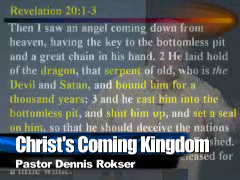 Revelation 20:1-3
Then I saw an angel coming down from
heaven, having the key to the bottomless pit
and a great chain in his hand. 2 He laid hold
of the dragon, that serpent of old, who is the
Devil and Satan, and bound him for a
thousand years; 3 and he cast him into the
bottomless pit, and shut him up, and set a seal
on him, so that he should deceive the nations
shed.
Christ's Coming Kingdom
eased for
Pastor Dennis Rokser
a little while.